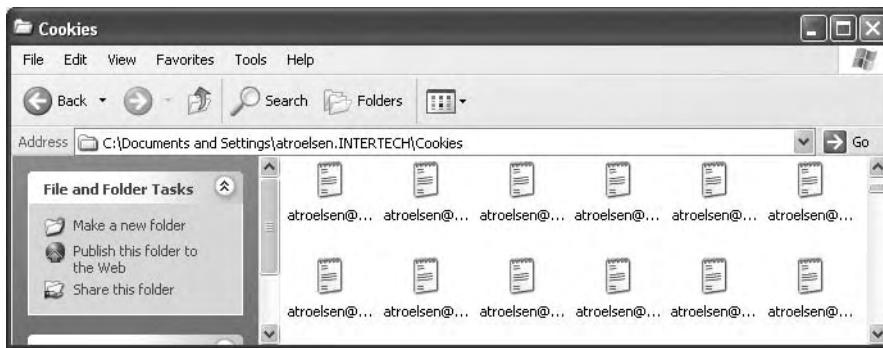 Cookies
File Edit View Favorites Tools Help
Back Search Folders
Address C:\Documents and Settings\atroelsen.INTERTECH\Cookies Go
File and Folder Tasks
Make a new folder
Publish this folder to
the Web
Share this folder
atroelsen@... atroelsen@... atroelsen@... atroelsen@... atroelsen@... atroelsen@...
atroelsen@... atroelsen@... atroelsen@... atroelsen@... atroelsen@... atroelsen@...